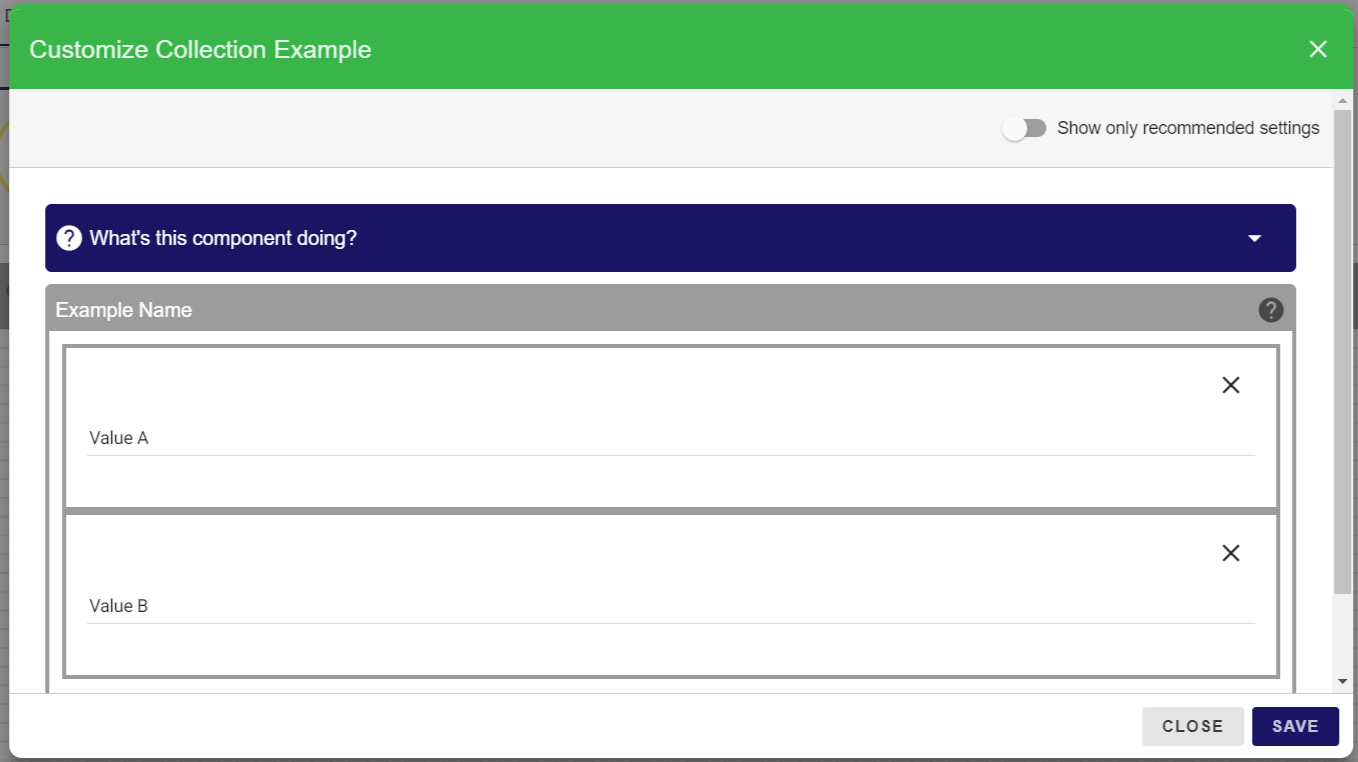 Customize Collection Example
Show only recommended settings
What's this component doing?
Example Name
Value A
Value B
CLOSE
SAVE